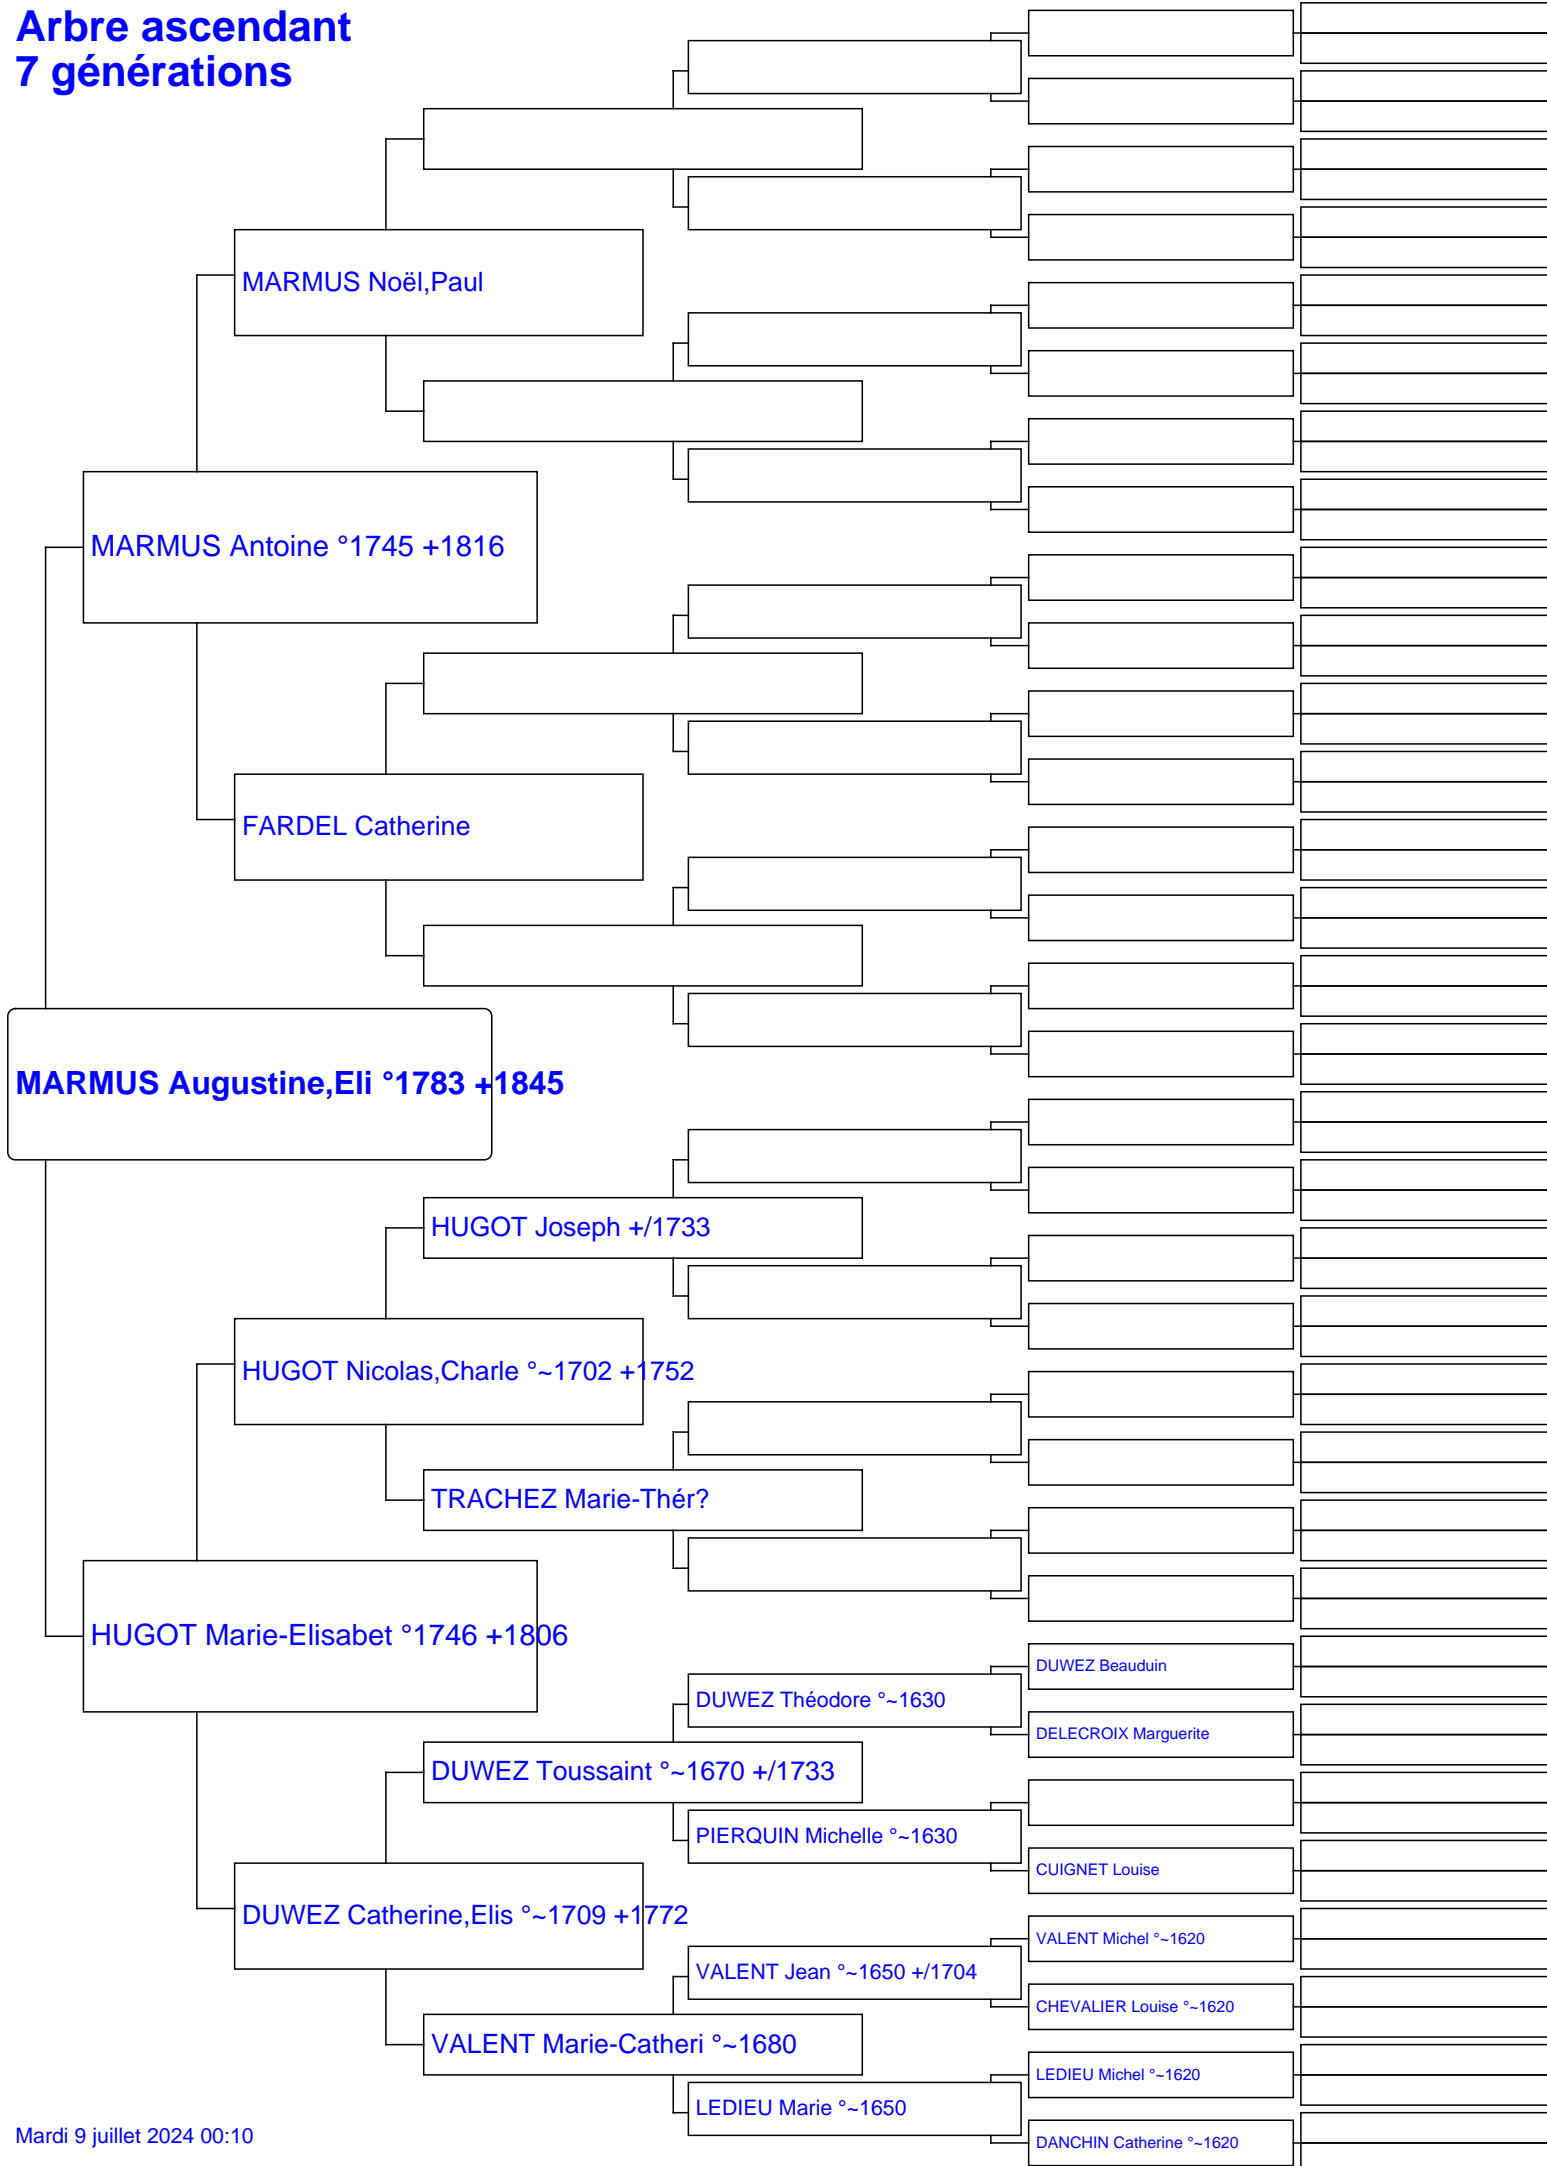 Arbre ascendant
7 générations
MARMUS Noël,Paul
MARMUS Antoine °1745 +1816
FARDEL Catherine
MARMUS Augustine,Eli °1783 +1845
HUGOT Joseph +/1733
HUGOT Nicolas,Charle °~1702 +1752
TRACHEZ Marie-Thér?
HUGOT Marie-Elisabet °1746 +1806
DUWEZ Beauduin
DUWEZ Théodore °~1630
DELECROIX Marguerite
DUWEZ Toussaint °~1670 +/1733
PIERQUIN Michelle °~1630
CUIGNET Louise
DUWEZ Catherine,Elis °~1709 +1772
VALENT Michel °~1620
VALENT Jean °~1650 +/1704
CHEVALIER Louise °~1620
VALENT Marie-Catheri °~1680
LEDIEU Michel °~1620
LEDIEU Marie °~1650
DANCHIN Catherine °~1620
Mardi 9 juillet 2024 00:10